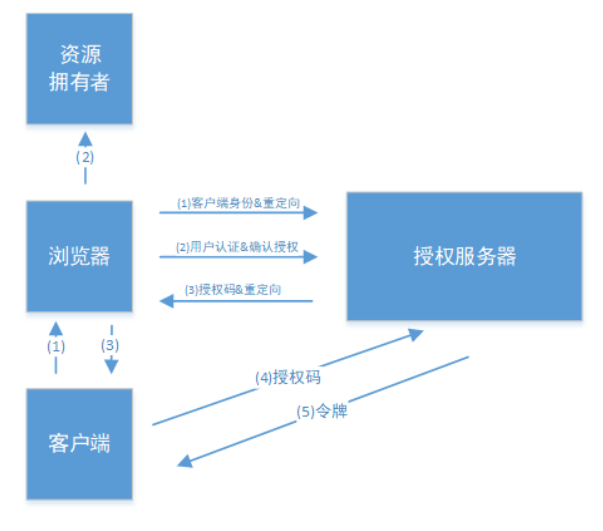 资源
拥有者
(2)
(1)客户端身份&重定向
(2)用户认证&确认授权
浏览器
授权服务器
(3)授权码&重定向
(1)
(3)
(4)授权码
(5)令牌
客户端